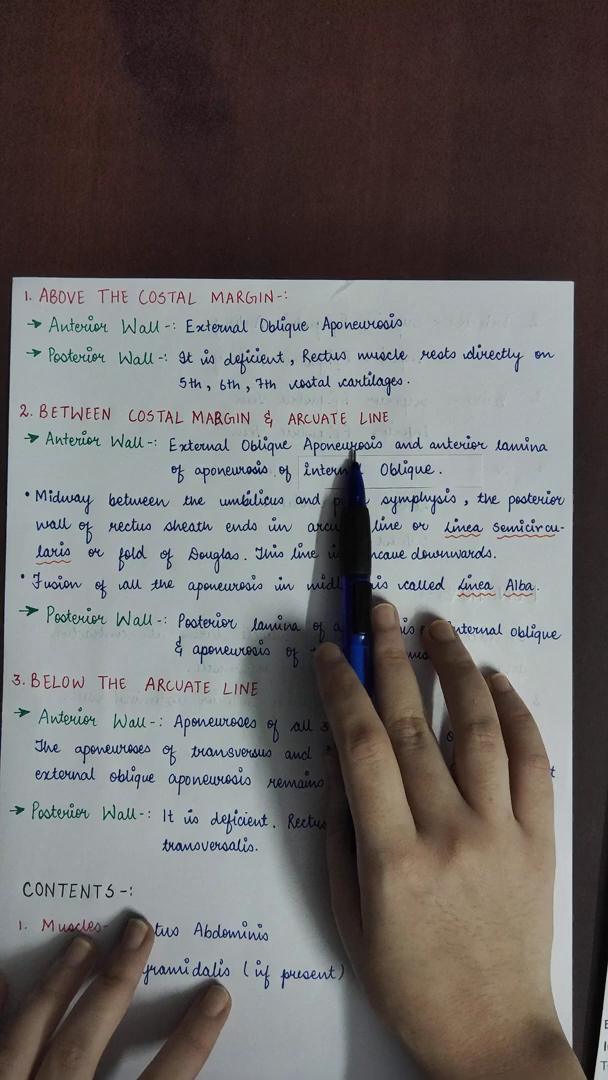 1. ABOVE THE COSTAL MARGIN-:
→ Anterior Wall -: External Oblique Aponeurosis
→ Posterior Wall -: It is deficient, Rectus muscle rests directly on
5th, 6th, 7th costal cartilages.
2. BETWEEN COSTAL MARGIN & ARCUATE LINE
→ Anterior Wall -: External Oblique Aponeurosis and anterior lamina
of aponeurosis of internal Oblique.
• Midway between the umbilicus and symphysis, the posterior
wall of rectus sheath ends in line or Linea Semicircu-
laris or fold of Douglas. This line downwards.
• Fusion of all the aponeurosis in is called Linea Alba.
→ Posterior Wall -: Posterior lamina of internal oblique
& aponeurosis of
3. BELOW THE ARCUATE LINE
→ Anterior Wall -: Aponeuroses of all
The aponeuroses of transversus and
external oblique aponeurosis remains
→ Posterior Wall -: It is deficient.
transversalis.
CONTENTS -:
1. Muscles- Abdominis
(if present)